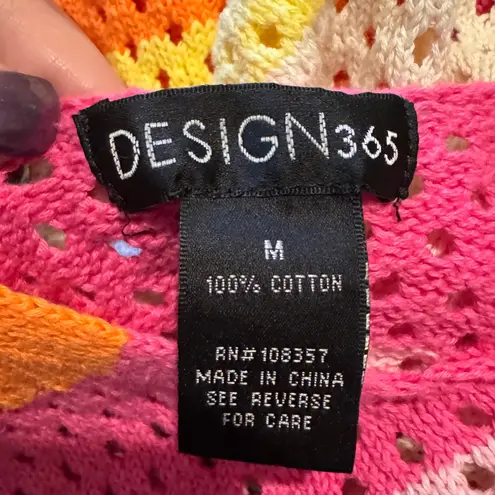 DESIGN365
M
100% COTTON
RN#108357
MADE IN CHINA
SEE REVERSE
FOR CARE